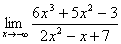 lim x→-∞ (6x³ + 5x² - 3)/(2x² - x + 7)